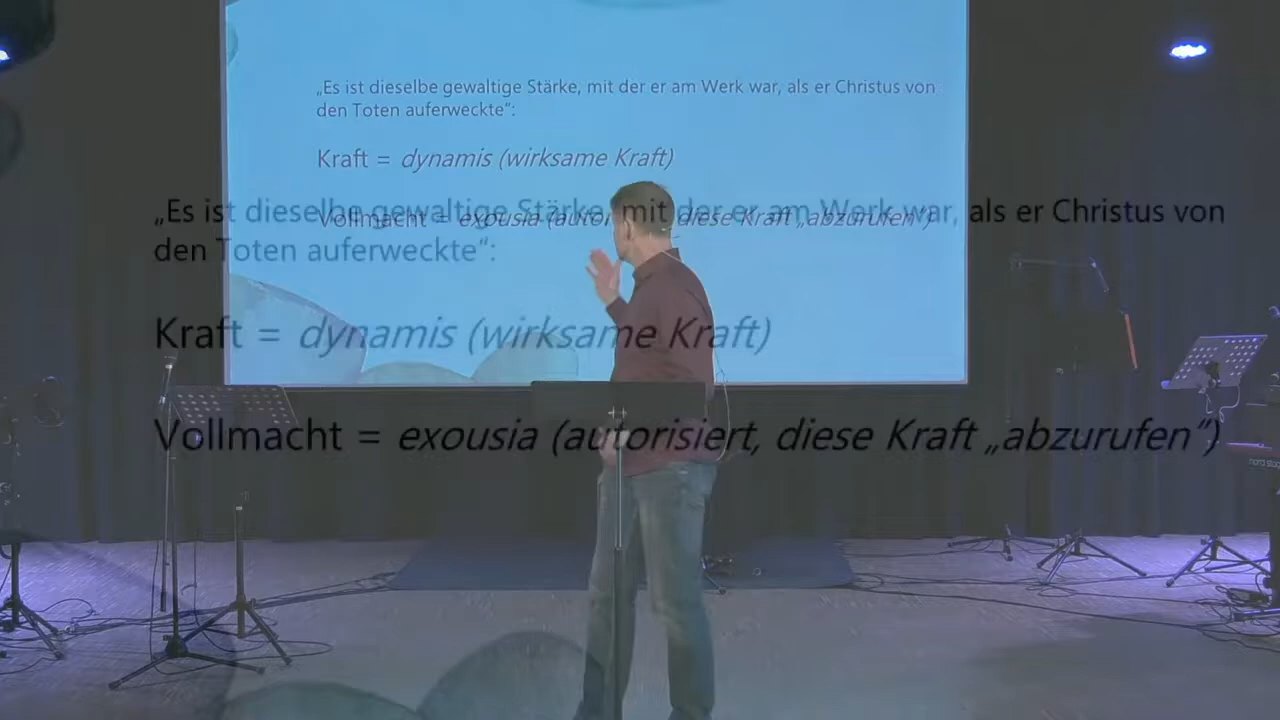 „Es ist dieselbe gewaltige Stärke, mit der er am Werk war, als er Christus von
den Toten auferweckte“:
Kraft = dynamis (wirksame Kraft)
Vollmacht = exousia (autori diese Kraft „abzurufen“)
„Es ist dieselbe gewaltige Stärke, mit der er am Werk war, als er Christus von
den Toten auferweckte“:
Kraft = dynamis (wirksame Kraft)
Vollmacht = exousia (autorisiert, diese Kraft „abzurufen“)
nord